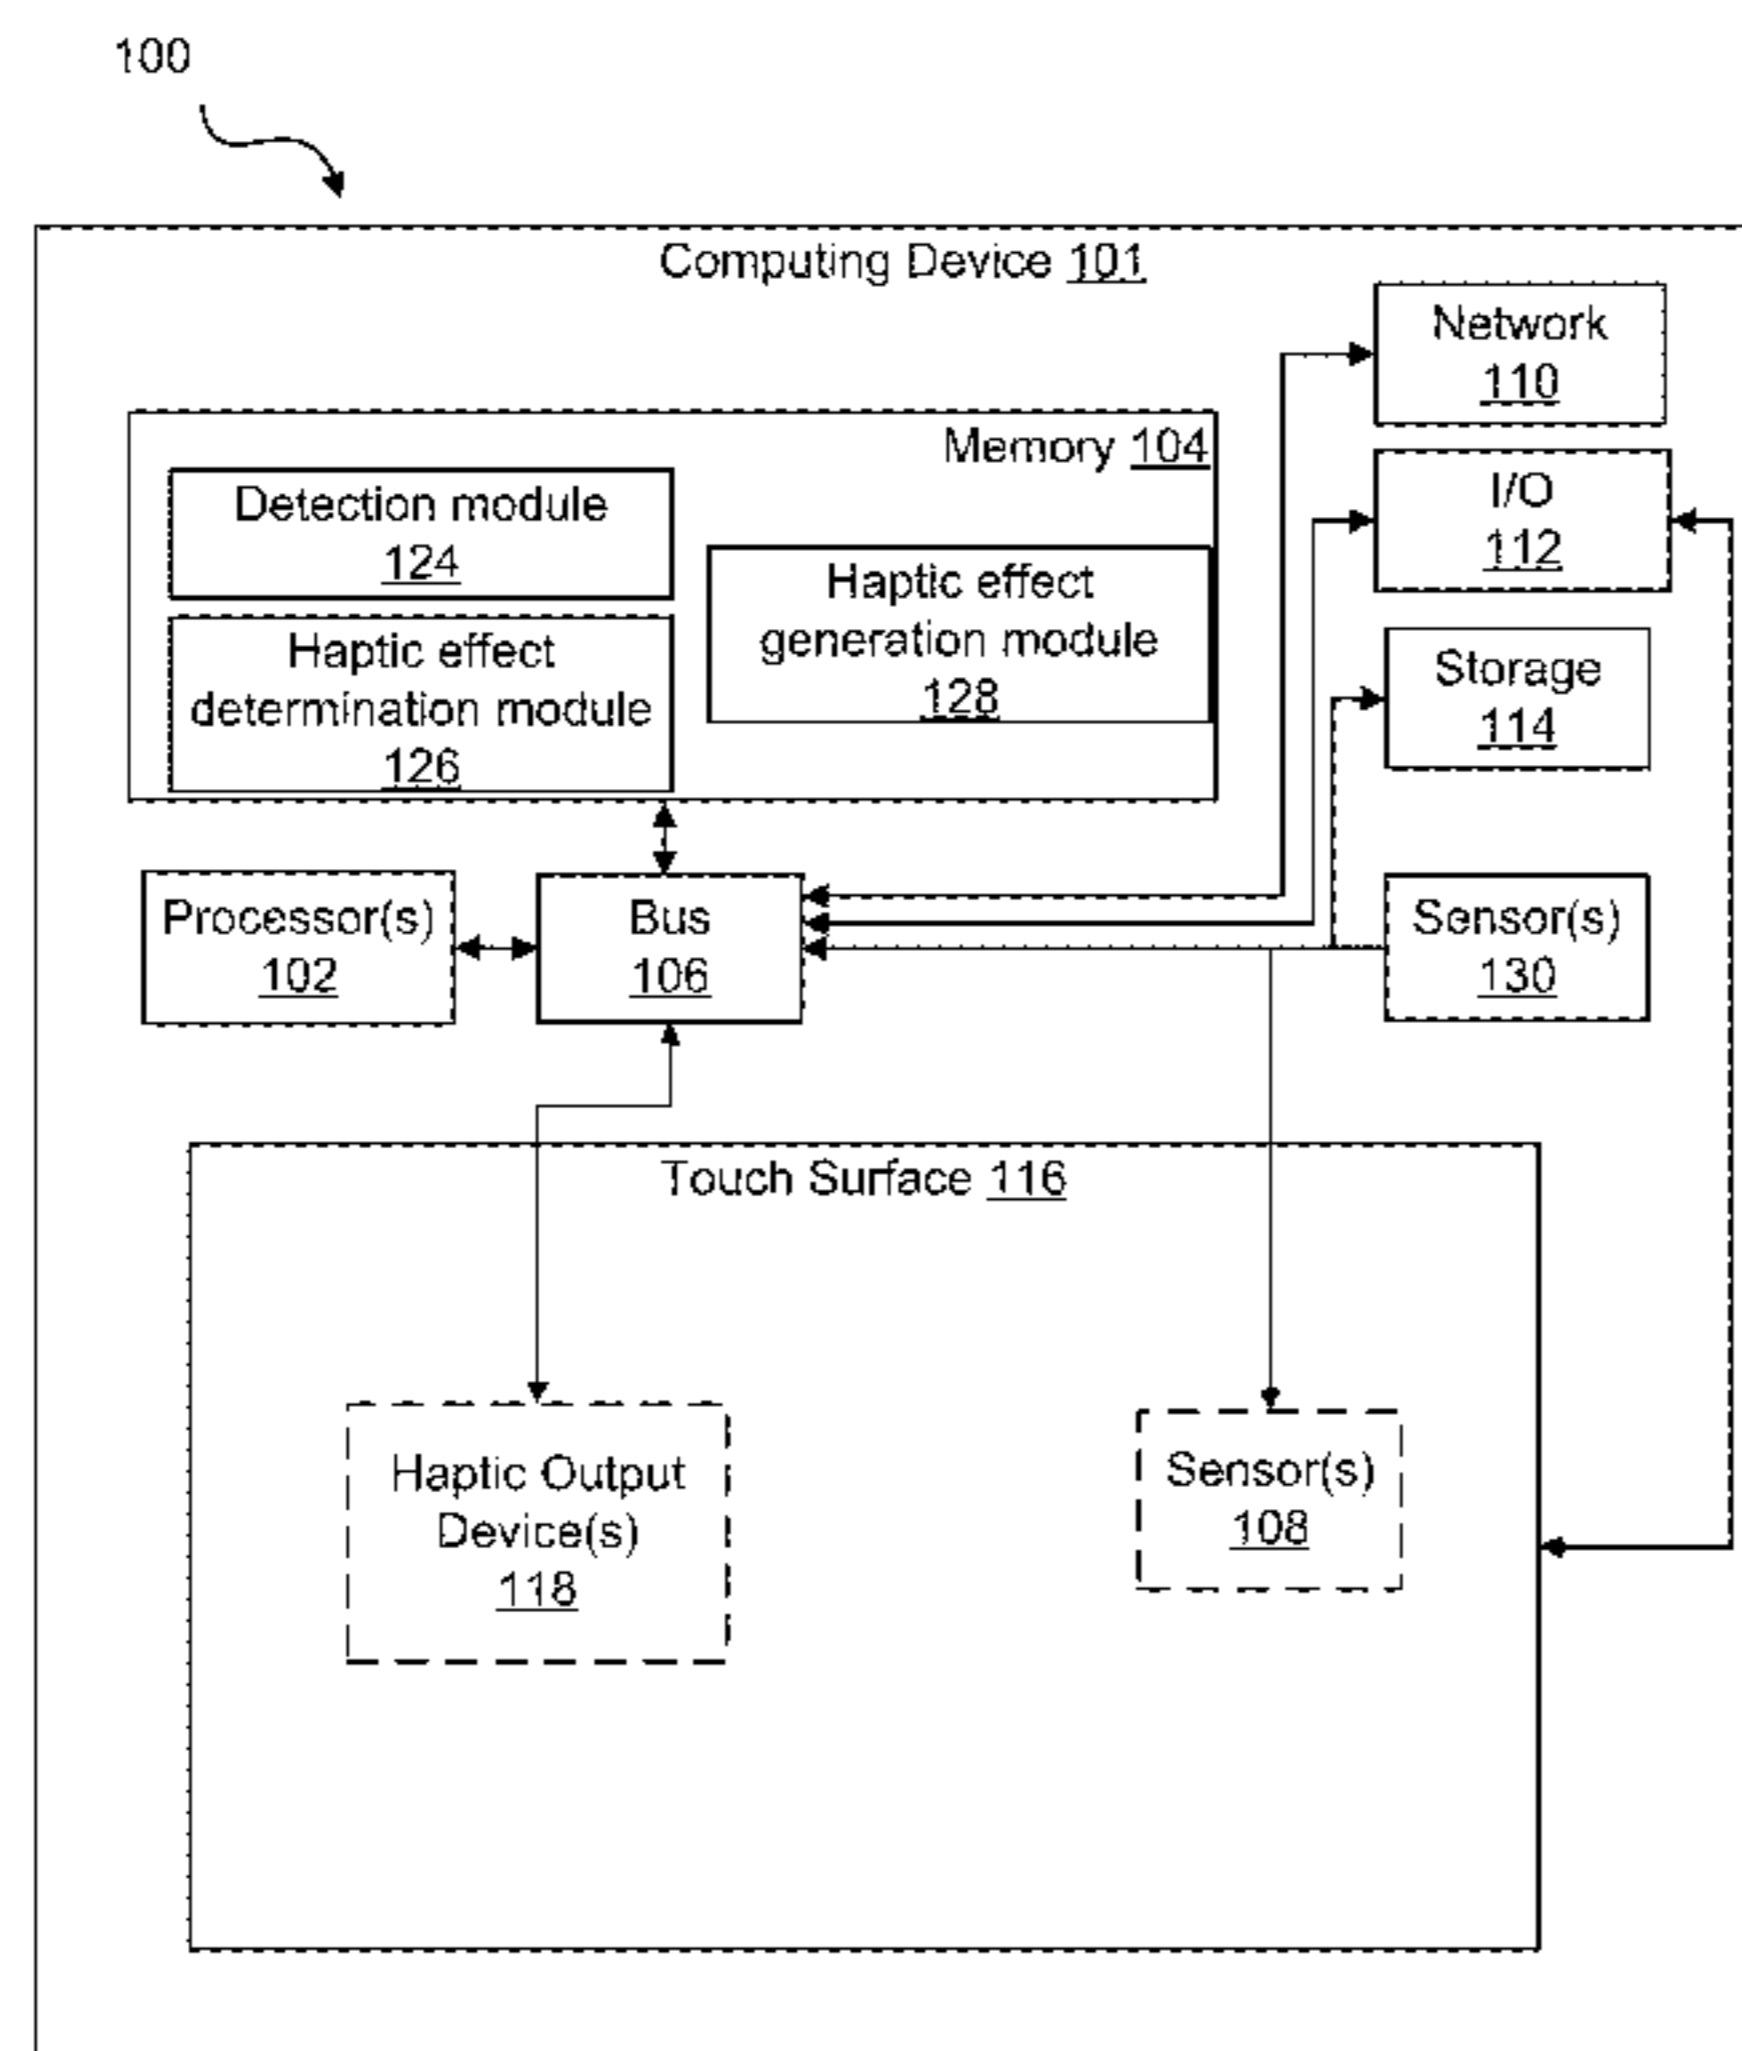 100
Computing Device 101
Network
110
Memory 104
Detection module
124
I/O
112
Haptic effect
generation module
128
Haptic effect
determination module
126
Storage
114
Processor(s)
102
Bus
106
Sensor(s)
130
Touch Surface 116
Haptic Output
Device(s)
118
Sensor(s)
108